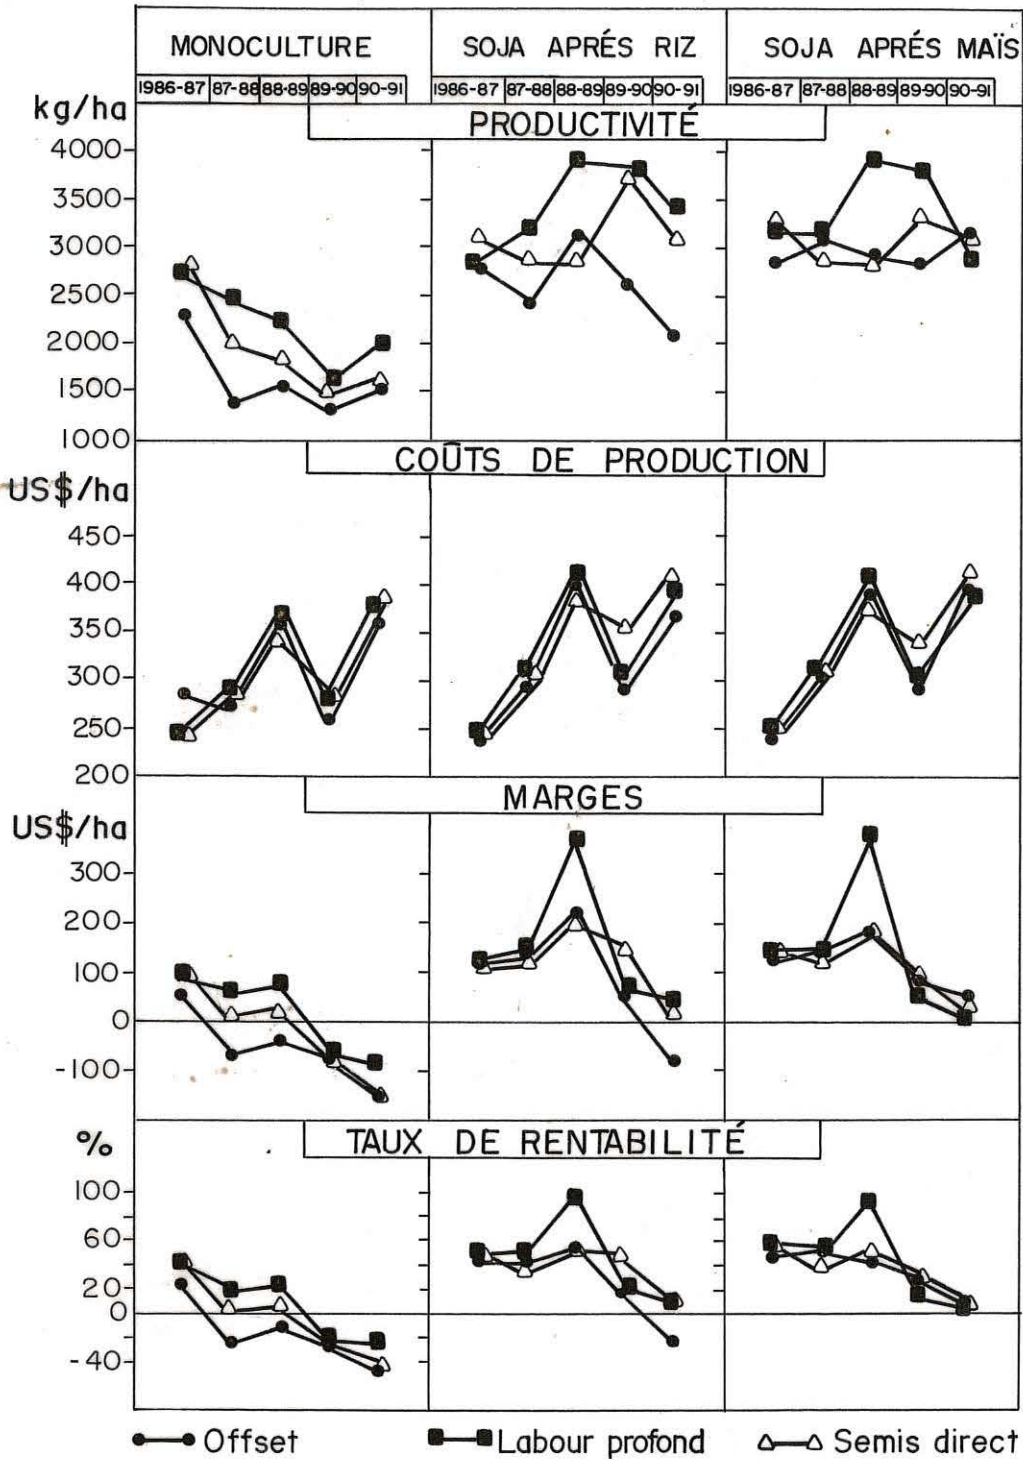 MONOCULTURE SOJA APRÉS RIZ SOJA APRÉS MAÏS
1986-87 87-88 88-89 89-90 90-91 1986-87 87-88 88-89 89-90 90-91 1986-87 87-88 88-89 89-90 90-91
kg/ha
PRODUCTIVITÉ
4000
3500
3000
2500
2000
1500
1000
COÛTS DE PRODUCTION
US$/ha
450
400
350
300
250
200
MARGES
US$/ha
300
200
100
0
-100
%
TAUX DE RENTABILITÉ
100
60
20
0
-40
Offset Labour profond Semis direct